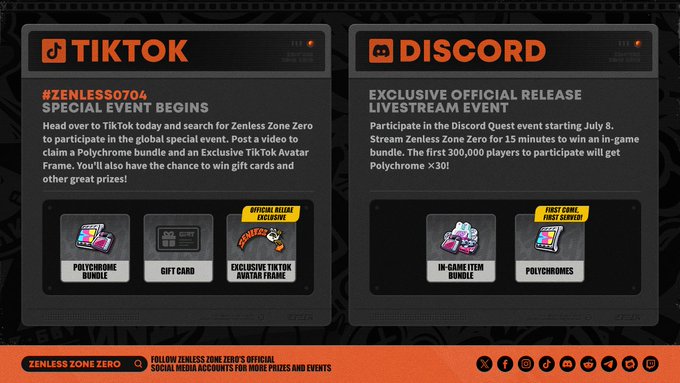 TIKTOK
#ZENLESS0704
SPECIAL EVENT BEGINS
Head over to TikTok today and search for Zenless Zone Zero
to participate in the global special event. Post a video to
claim a Polychrome bundle and an Exclusive TikTok Avatar
Frame. You'll also have the chance to win gift cards and
other great prizes!
OFFICIAL RELEAE
EXCLUSIVE
GIFT
ZENLESS
POLYCHROME
BUNDLE
GIFT CARD
EXCLUSIVE TIKTOK
AVATAR FRAME
DISCORD
EXCLUSIVE OFFICIAL RELEASE
LIVESTREAM EVENT
Participate in the Discord Quest event starting July 8.
Stream Zenless Zone Zero for 15 minutes to win an in-game
bundle. The first 300,000 players to participate will get
Polychrome ×30!
FIRST COME,
FIRST SERVED!
IN-GAME ITEM
BUNDLE
POLYCHROMES
ZENLESS ZONE ZERO
FOLLOW ZENLESS ZONE ZERO'S OFFICIAL
SOCIAL MEDIA ACCOUNTS FOR MORE PRIZES AND EVENTS